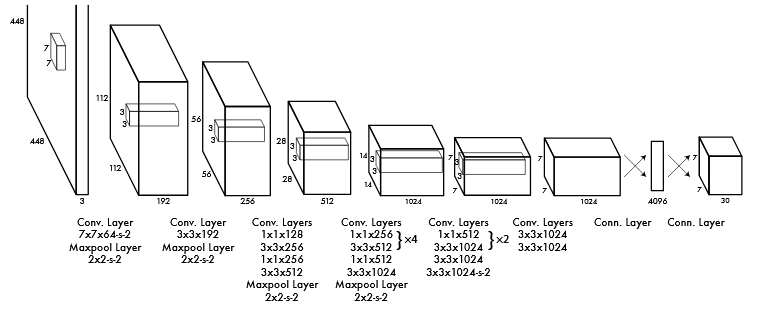 448
7
7
448
3
112
3
3
112
192
56
3
3
56
256
28
3
3
28
512
14
3
3
14
1024
7
3
3
7
1024
7
7
1024
4096
7
7
30
Conv. Layer
7x7x64-s-2
Maxpool Layer
2x2-s-2
Conv. Layer
3x3x192
Maxpool Layer
2x2-s-2
Conv. Layers
1x1x128
3x3x256
1x1x256
3x3x512
Maxpool Layer
2x2-s-2
Conv. Layers
1x1x256
3x3x512
} ×4
1x1x512
3x3x1024
Maxpool Layer
2x2-s-2
Conv. Layers
1x1x512
3x3x1024
} ×2
3x3x1024
3x3x1024-s-2
Conv. Layers
3x3x1024
3x3x1024
Conn. Layer
Conn. Layer